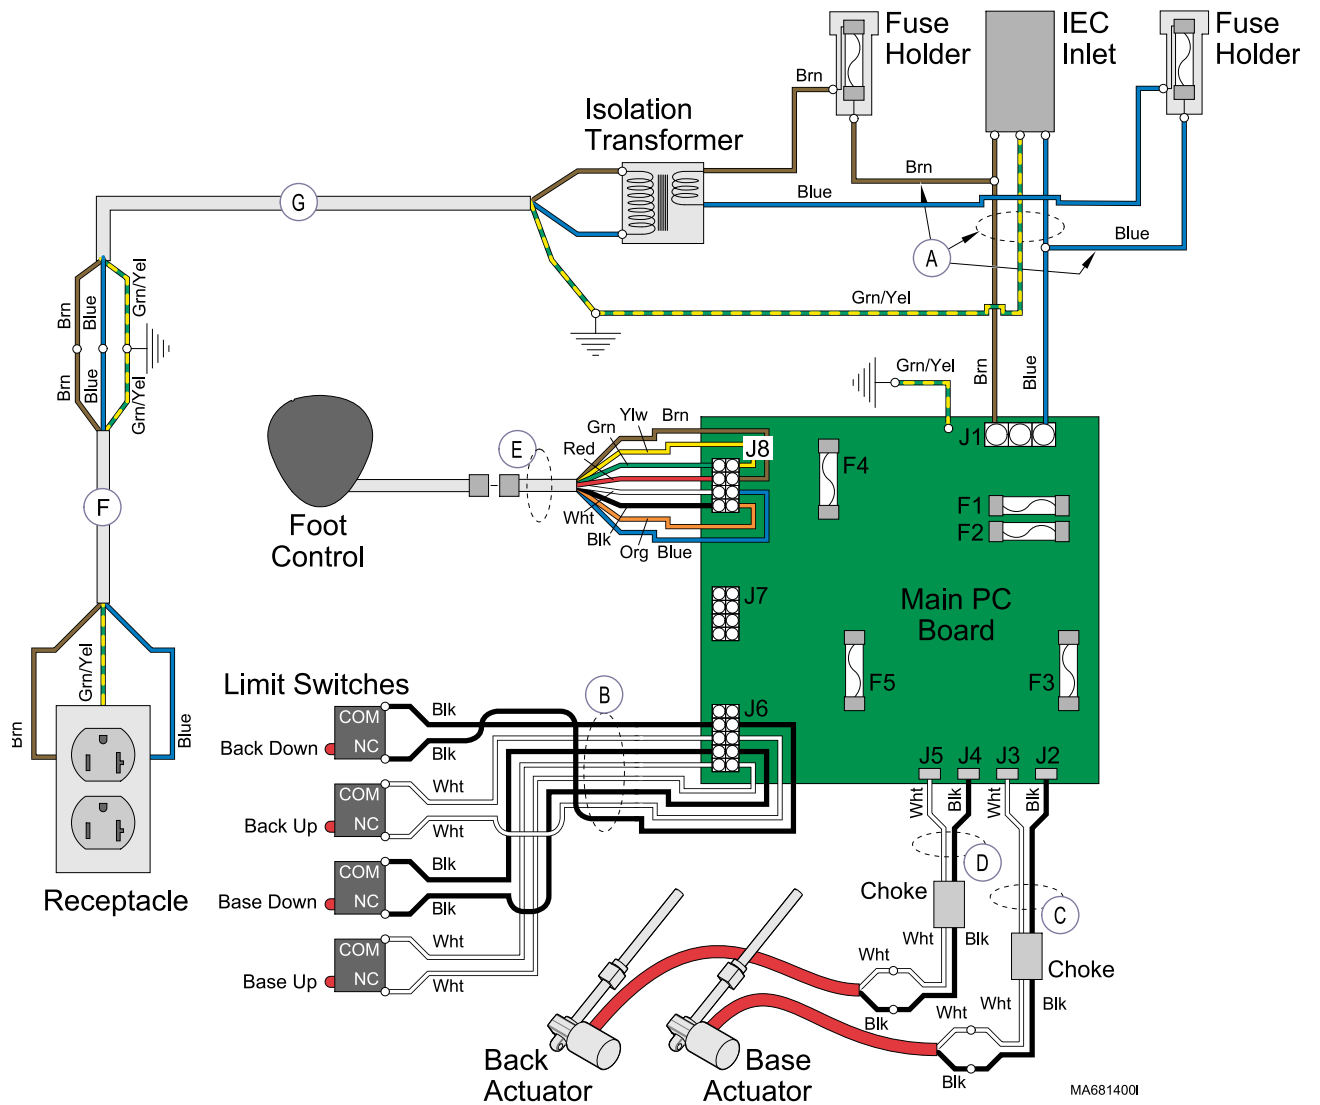 Fuse
Holder
IEC
Inlet
Fuse
Holder
Brn
Isolation
Transformer
Brn
Blue
G
A
Blue
Grn/Yel
Brn
Blue
Grn/Yel
Brn
Blue
Grn/Yel
Grn/Yel
Brn
Blue
Foot
Control
E
Red
Grn
Ylw
Brn
Wht
Blk
Org
Blue
J8
F4
J1
F1
F2
F
J7
Main PC
Board
F5
F3
Grn/Yel
Brn
Blue
Receptacle
Limit Switches
B
J6
COM
NC
Back Down
Blk
Blk
COM
NC
Back Up
Wht
Wht
COM
NC
Base Down
Blk
Blk
COM
NC
Base Up
Wht
Wht
J5
J4
J3
J2
Wht
Blk
Wht
Blk
D
Choke
C
Wht
Wht
Blk
Choke
Blk
Wht
Wht
Blk
Blk
Back
Actuator
Base
Actuator
MA681400I